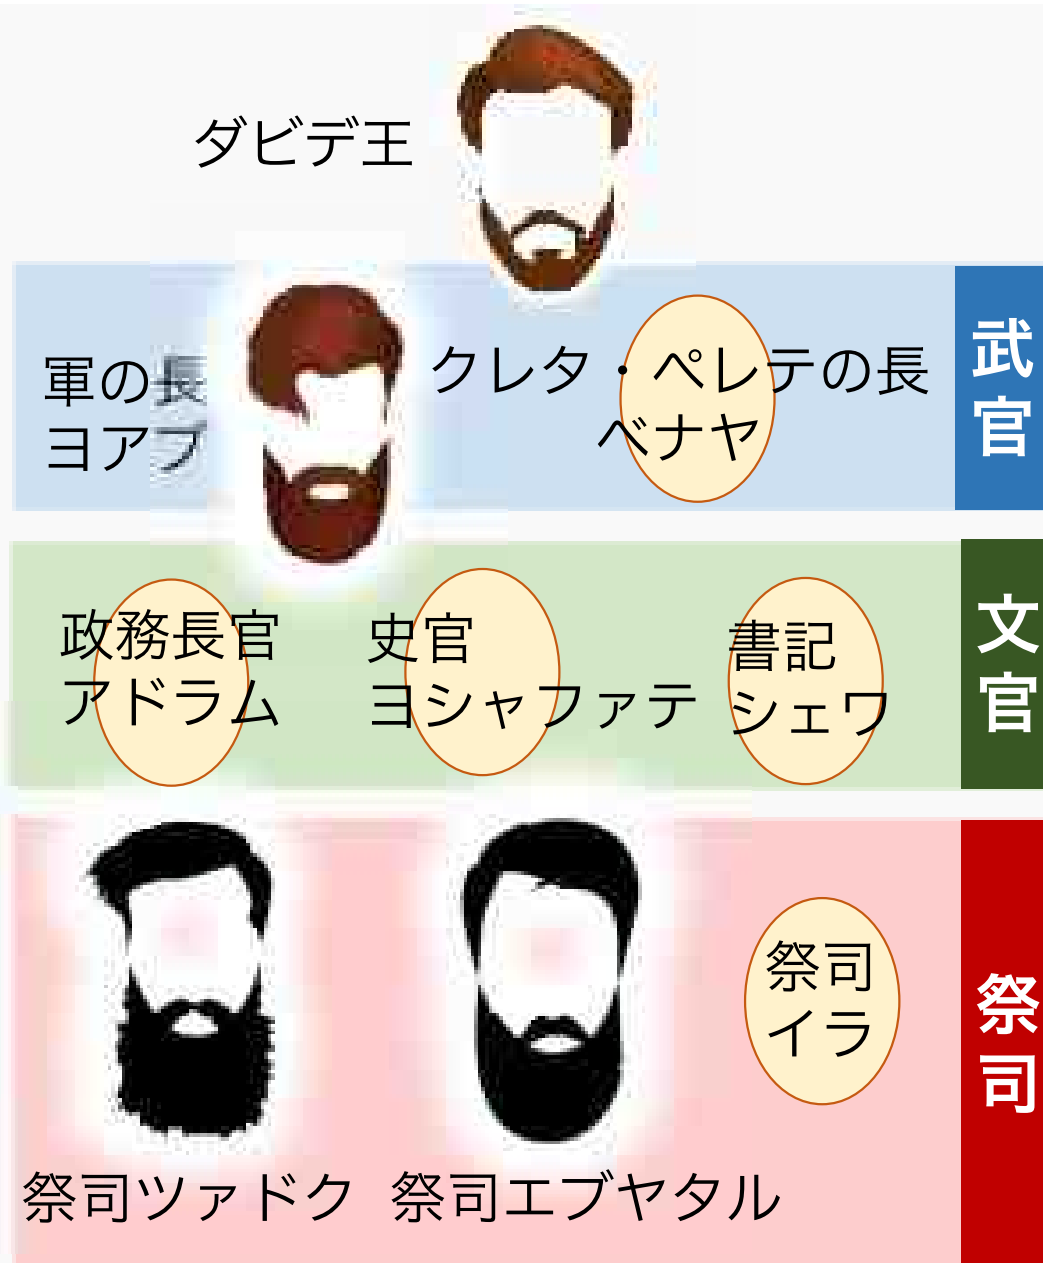 ダビデ王
軍の長
ヨアブ
クレタ・ペレテの長
ベナヤ
武官
政務長官
アドラム
史官
ヨシャファテ
書記
シェワ
文官
祭司
イラ
祭司ツァドク
祭司エブヤタル
祭司